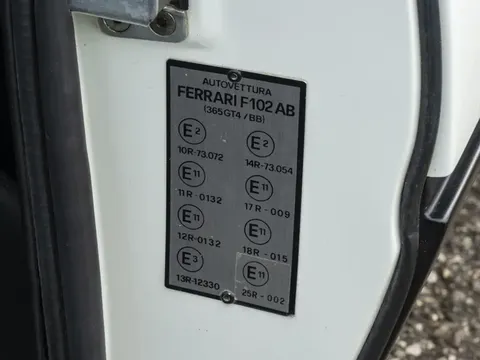 AUTOVETTURA
FERRARI F102 AB
(365GT4/BB)
E2 E2
10R-73.072 14R-73.054
E11 E11
11R-0132 17R-009
E11 E11
12R-0132 18R-015
E3 E11
13R-12330 25R-002